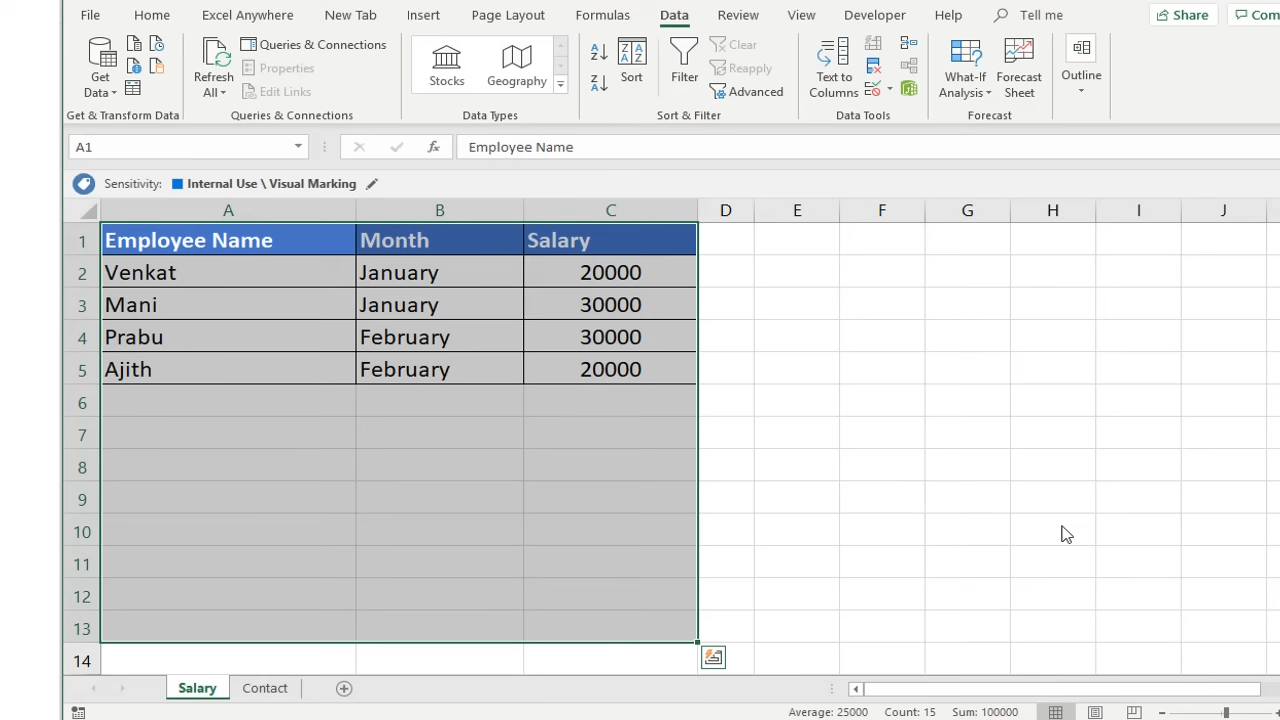 File Home Excel Anywhere New Tab Insert Page Layout Formulas Data Review View Developer Help Tell me Share
Get Data
Refresh All
Queries & Connections
Properties
Edit Links
Stocks
Geography
Sort
Filter
Clear
Reapply
Advanced
Text to Columns
What-If Analysis
Forecast Sheet
Outline
Get & Transform Data Queries & Connections Data Types Sort & Filter Data Tools Forecast
A1 fx Employee Name
Sensitivity: Internal Use \ Visual Marking
A B C D E F G H I J
1 Employee Name Month Salary
2 Venkat January 20000
3 Mani January 30000
4 Prabu February 30000
5 Ajith February 20000
6
7
8
9
10
11
12
13
14
Salary Contact
Average: 25000 Count: 15 Sum: 100000